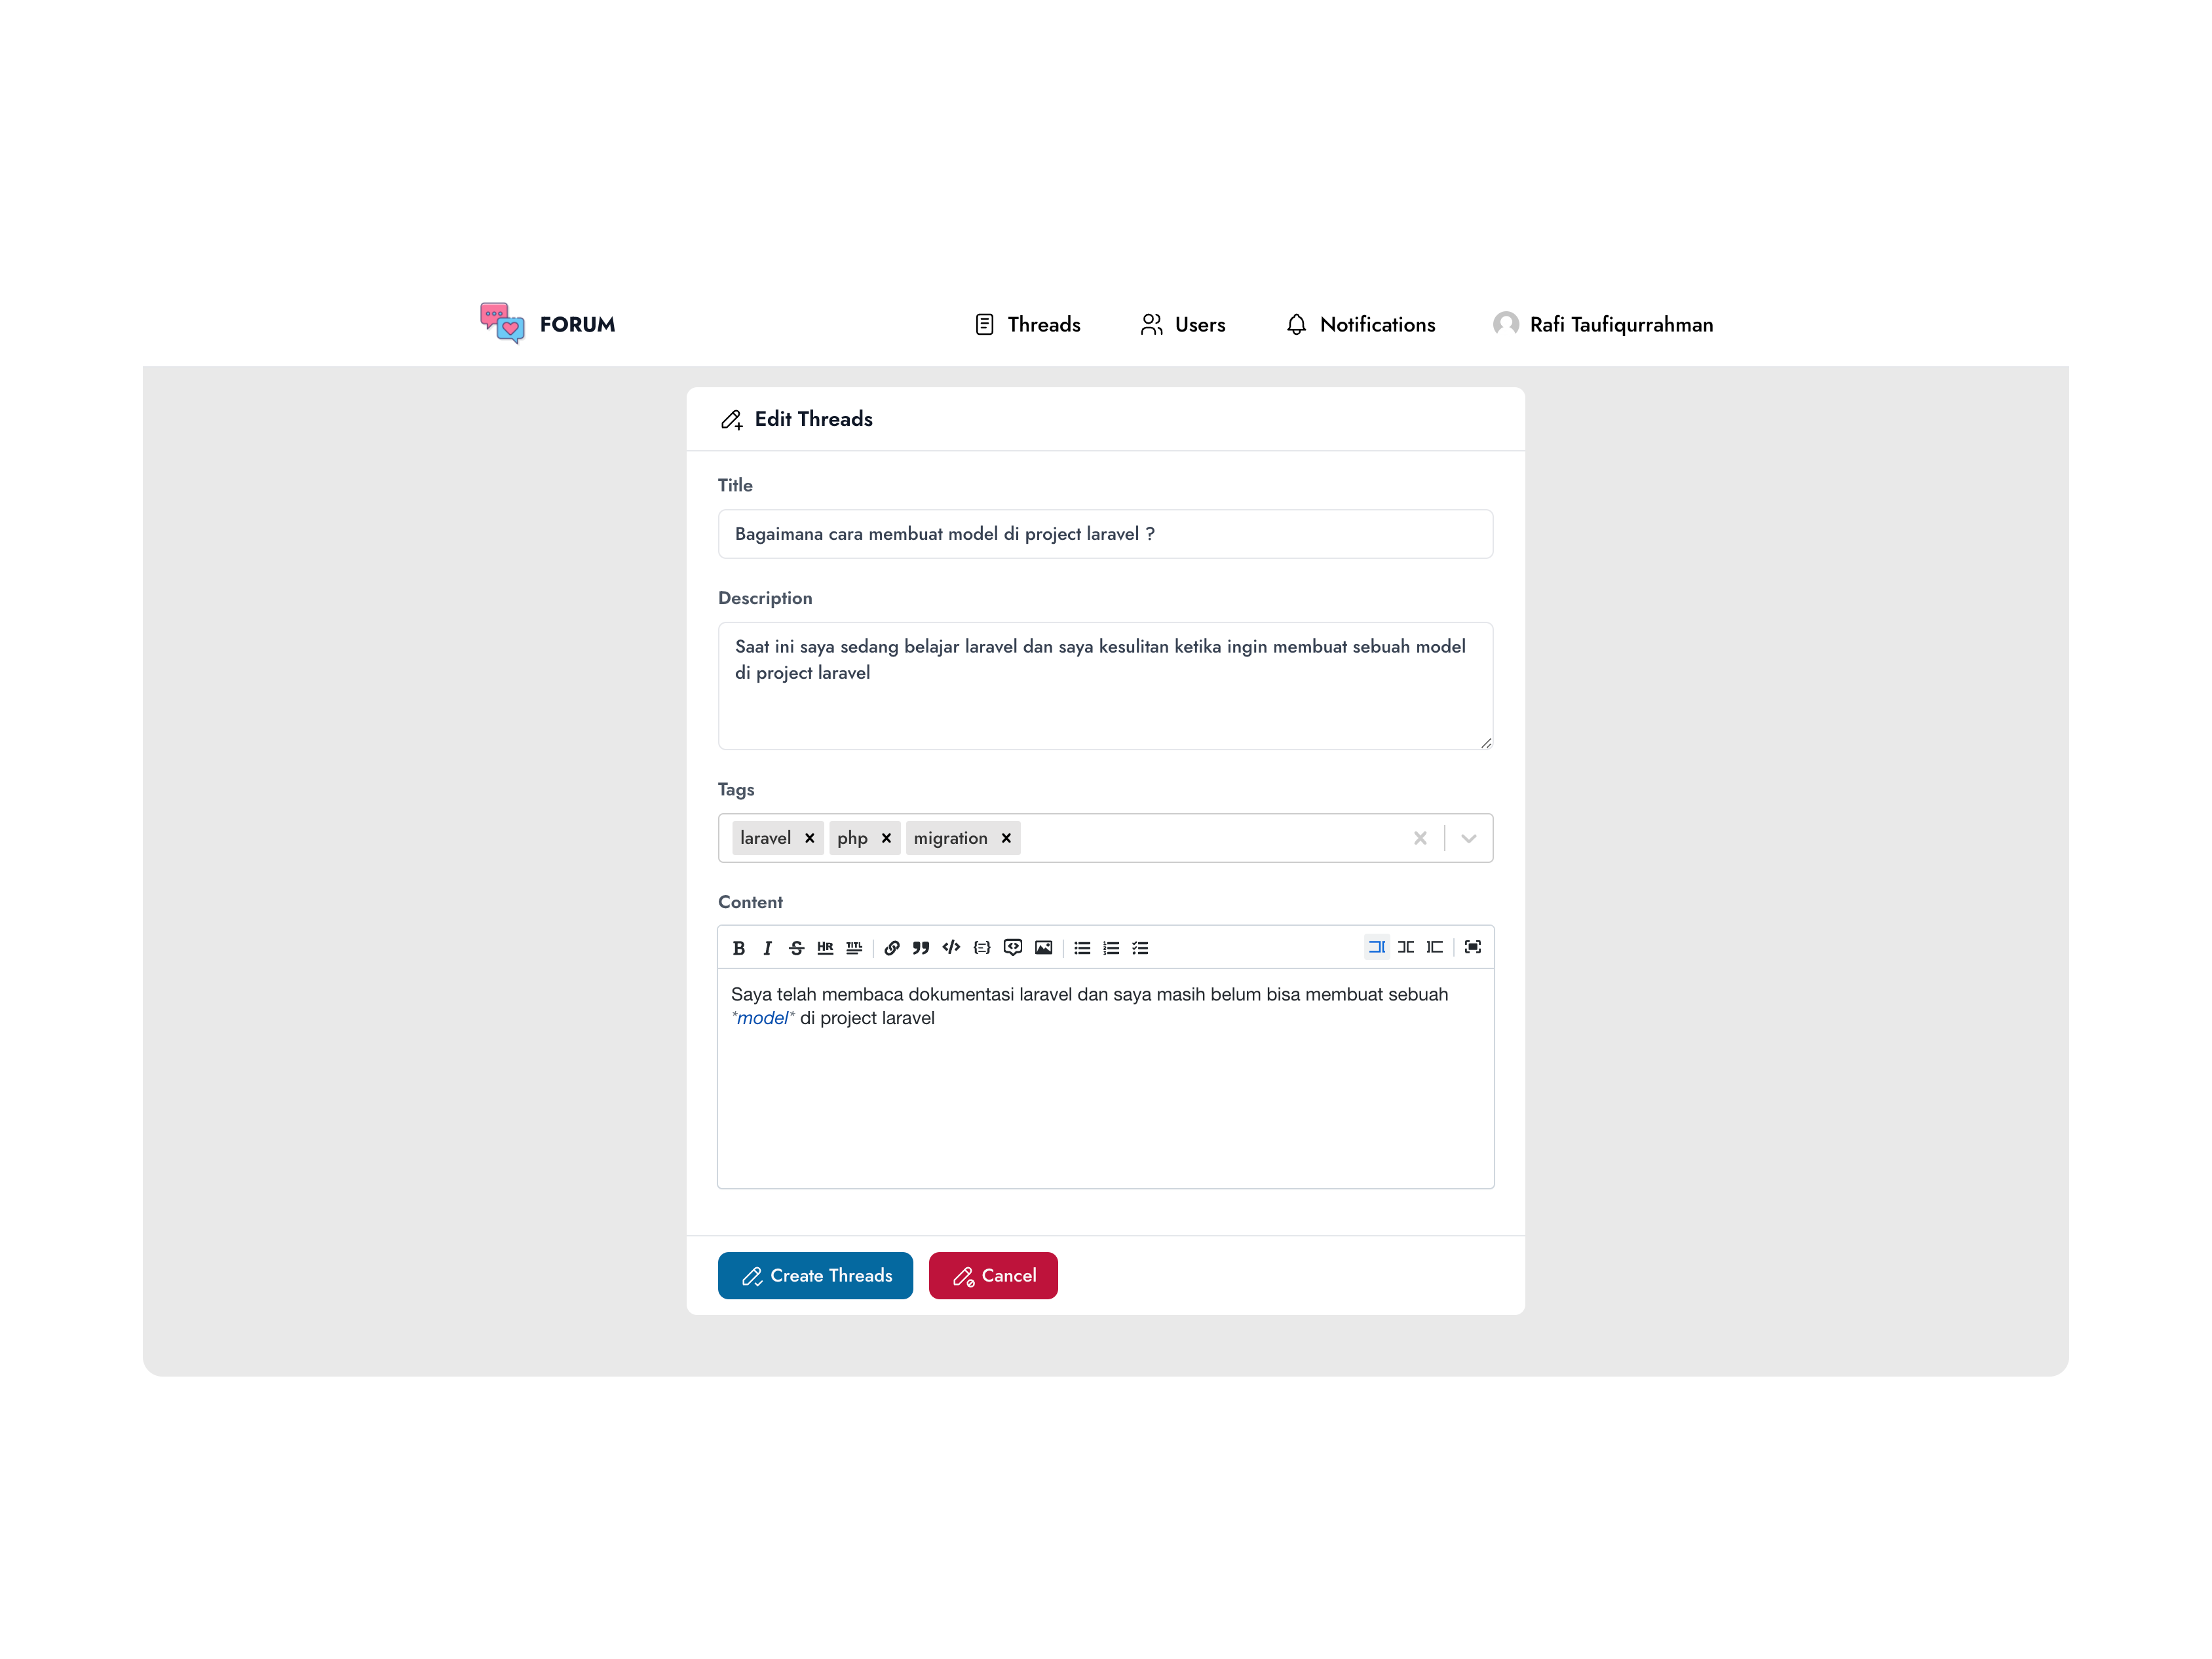 FORUM
Threads
Users
Notifications
Rafi Taufiqurrahman
Edit Threads
Title
Bagaimana cara membuat model di project laravel ?
Description
Saat ini saya sedang belajar laravel dan saya kesulitan ketika ingin membuat sebuah model
di project laravel
Tags
laravel
php
migration
Content
B I S HR TITL
Saya telah membaca dokumentasi laravel dan saya masih belum bisa membuat sebuah
*model* di project laravel
Create Threads
Cancel